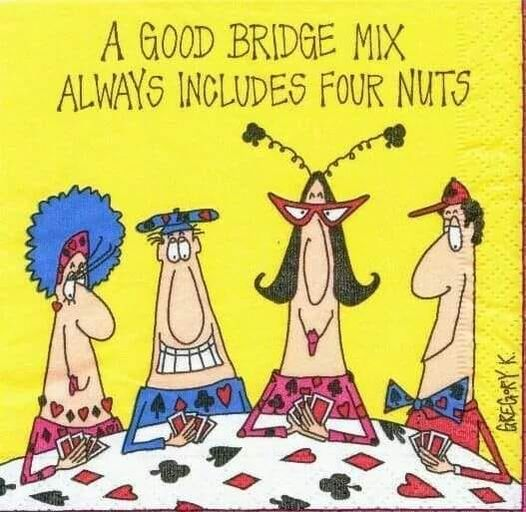 A GOOD BRIDGE MIX
ALWAYS INCLUDES FOUR NUTS
GREGORY K.